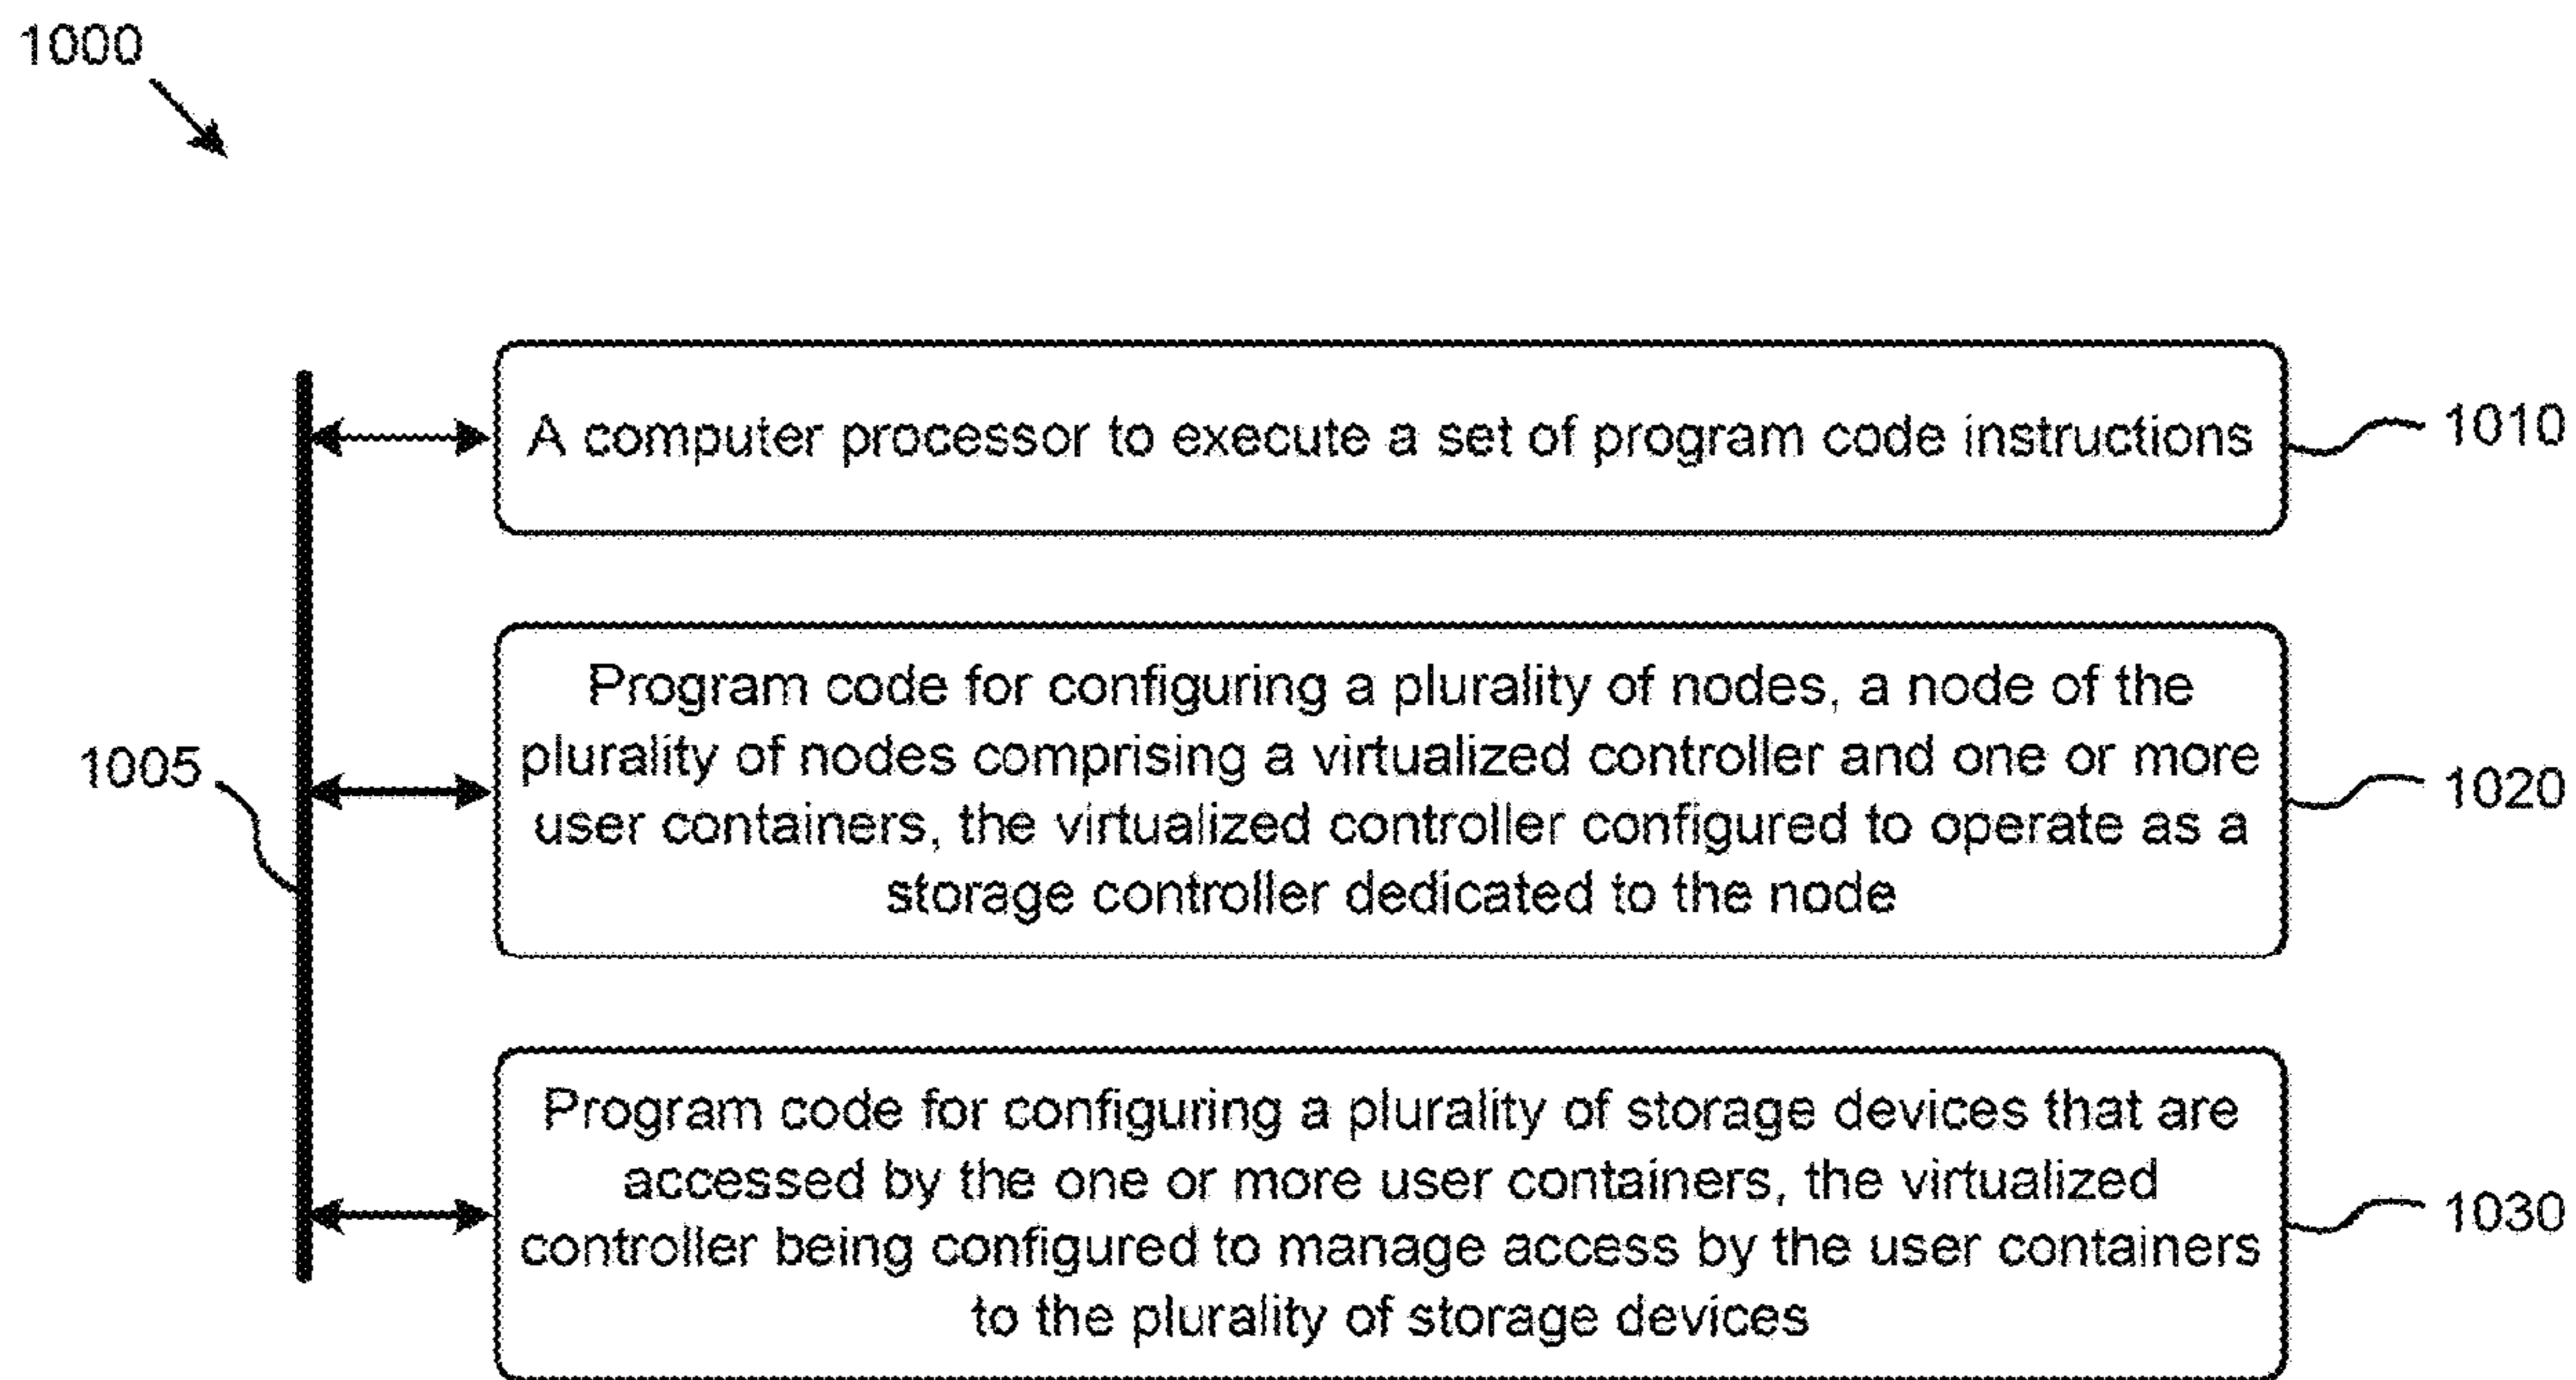 1000
A computer processor to execute a set of program code instructions
1010
Program code for configuring a plurality of nodes, a node of the
plurality of nodes comprising a virtualized controller and one or more
user containers, the virtualized controller configured to operate as a
storage controller dedicated to the node
1005
1020
Program code for configuring a plurality of storage devices that are
accessed by the one or more user containers, the virtualized
controller being configured to manage access by the user containers
to the plurality of storage devices
1030